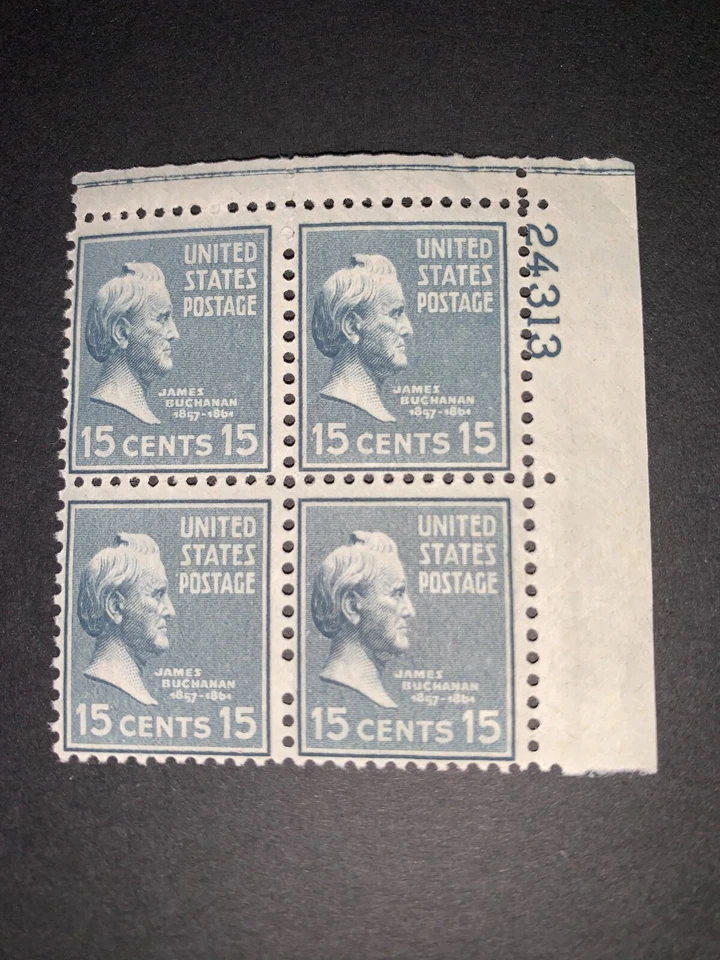 UNITED
STATES
POSTAGE
JAMES
BUCHANAN
1857-1861
15 CENTS 15
UNITED
STATES
POSTAGE
JAMES
BUCHANAN
1857-1861
15 CENTS 15
24313
UNITED
STATES
POSTAGE
JAMES
BUCHANAN
1857-1861
15 CENTS 15
UNITED
STATES
POSTAGE
JAMES
BUCHANAN
1857-1861
15 CENTS 15